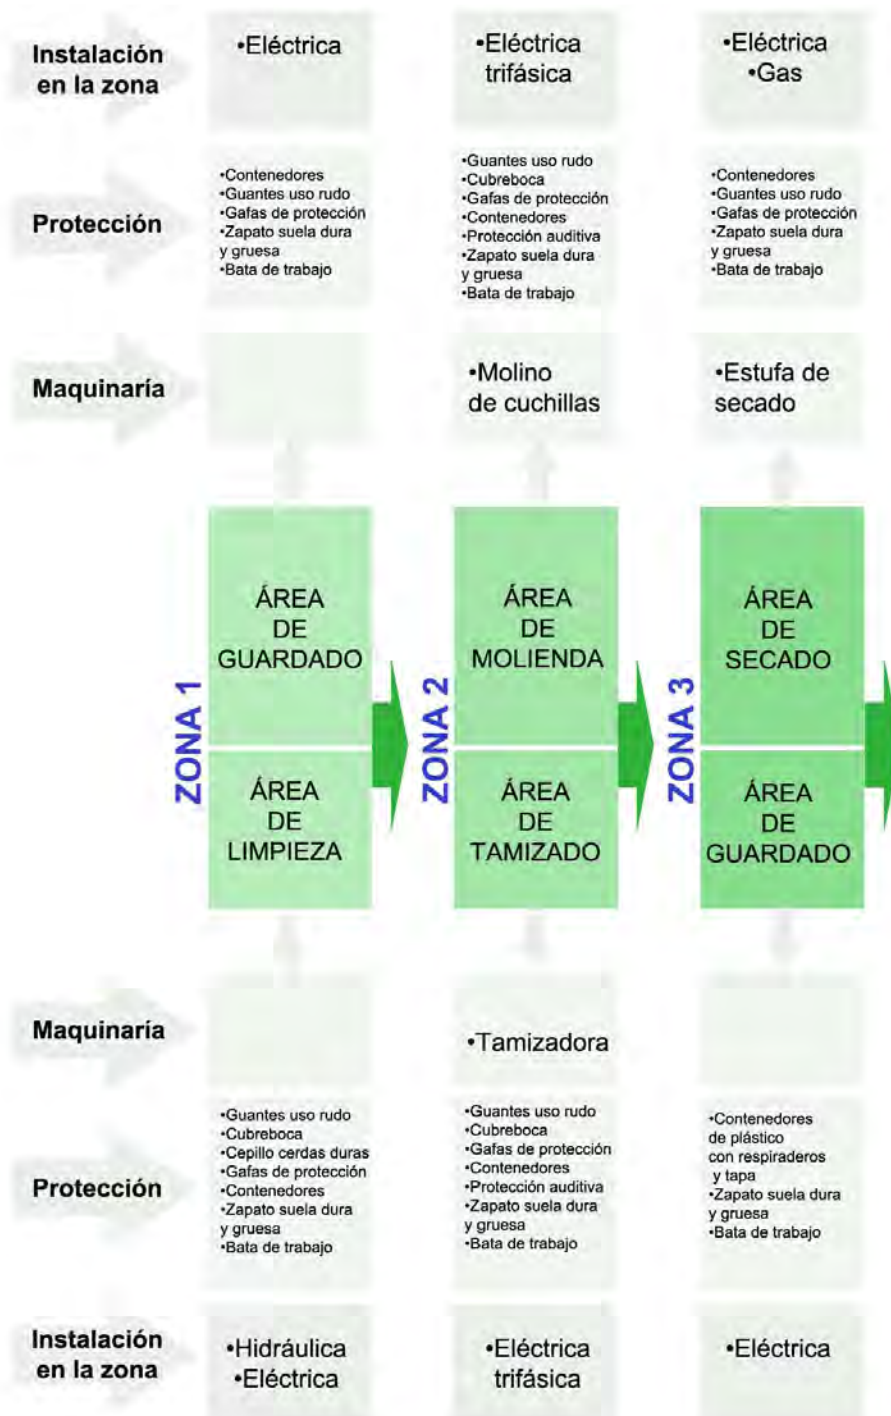 Instalación
en la zona
•Eléctrica
•Eléctrica
trifásica
•Eléctrica
•Gas
Protección
•Contenedores
•Guantes uso rudo
•Gafas de protección
•Zapato suela dura
y gruesa
•Bata de trabajo
•Guantes uso rudo
•Cubreboca
•Gafas de protección
•Contenedores
•Protección auditiva
•Zapato suela dura
y gruesa
•Bata de trabajo
•Contenedores
•Guantes uso rudo
•Gafas de protección
•Zapato suela dura
y gruesa
•Bata de trabajo
Maquinaría
•Molino
de cuchillas
•Estufa de
secado
ZONA 1
ÁREA
DE
GUARDADO
ÁREA
DE
LIMPIEZA
ZONA 2
ÁREA
DE
MOLIENDA
ÁREA
DE
TAMIZADO
ZONA 3
ÁREA
DE
SECADO
ÁREA
DE
GUARDADO
Maquinaría
•Tamizadora
Protección
•Guantes uso rudo
•Cubreboca
•Cepillo cerdas duras
•Gafas de protección
•Contenedores
•Zapato suela dura
y gruesa
•Bata de trabajo
•Guantes uso rudo
•Cubreboca
•Gafas de protección
•Contenedores
•Protección auditiva
•Zapato suela dura
y gruesa
•Bata de trabajo
•Contenedores
de plástico
con respiraderos
y tapa
•Zapato suela dura
y gruesa
•Bata de trabajo
Instalación
en la zona
•Hidráulica
•Eléctrica
•Eléctrica
trifásica
•Eléctrica